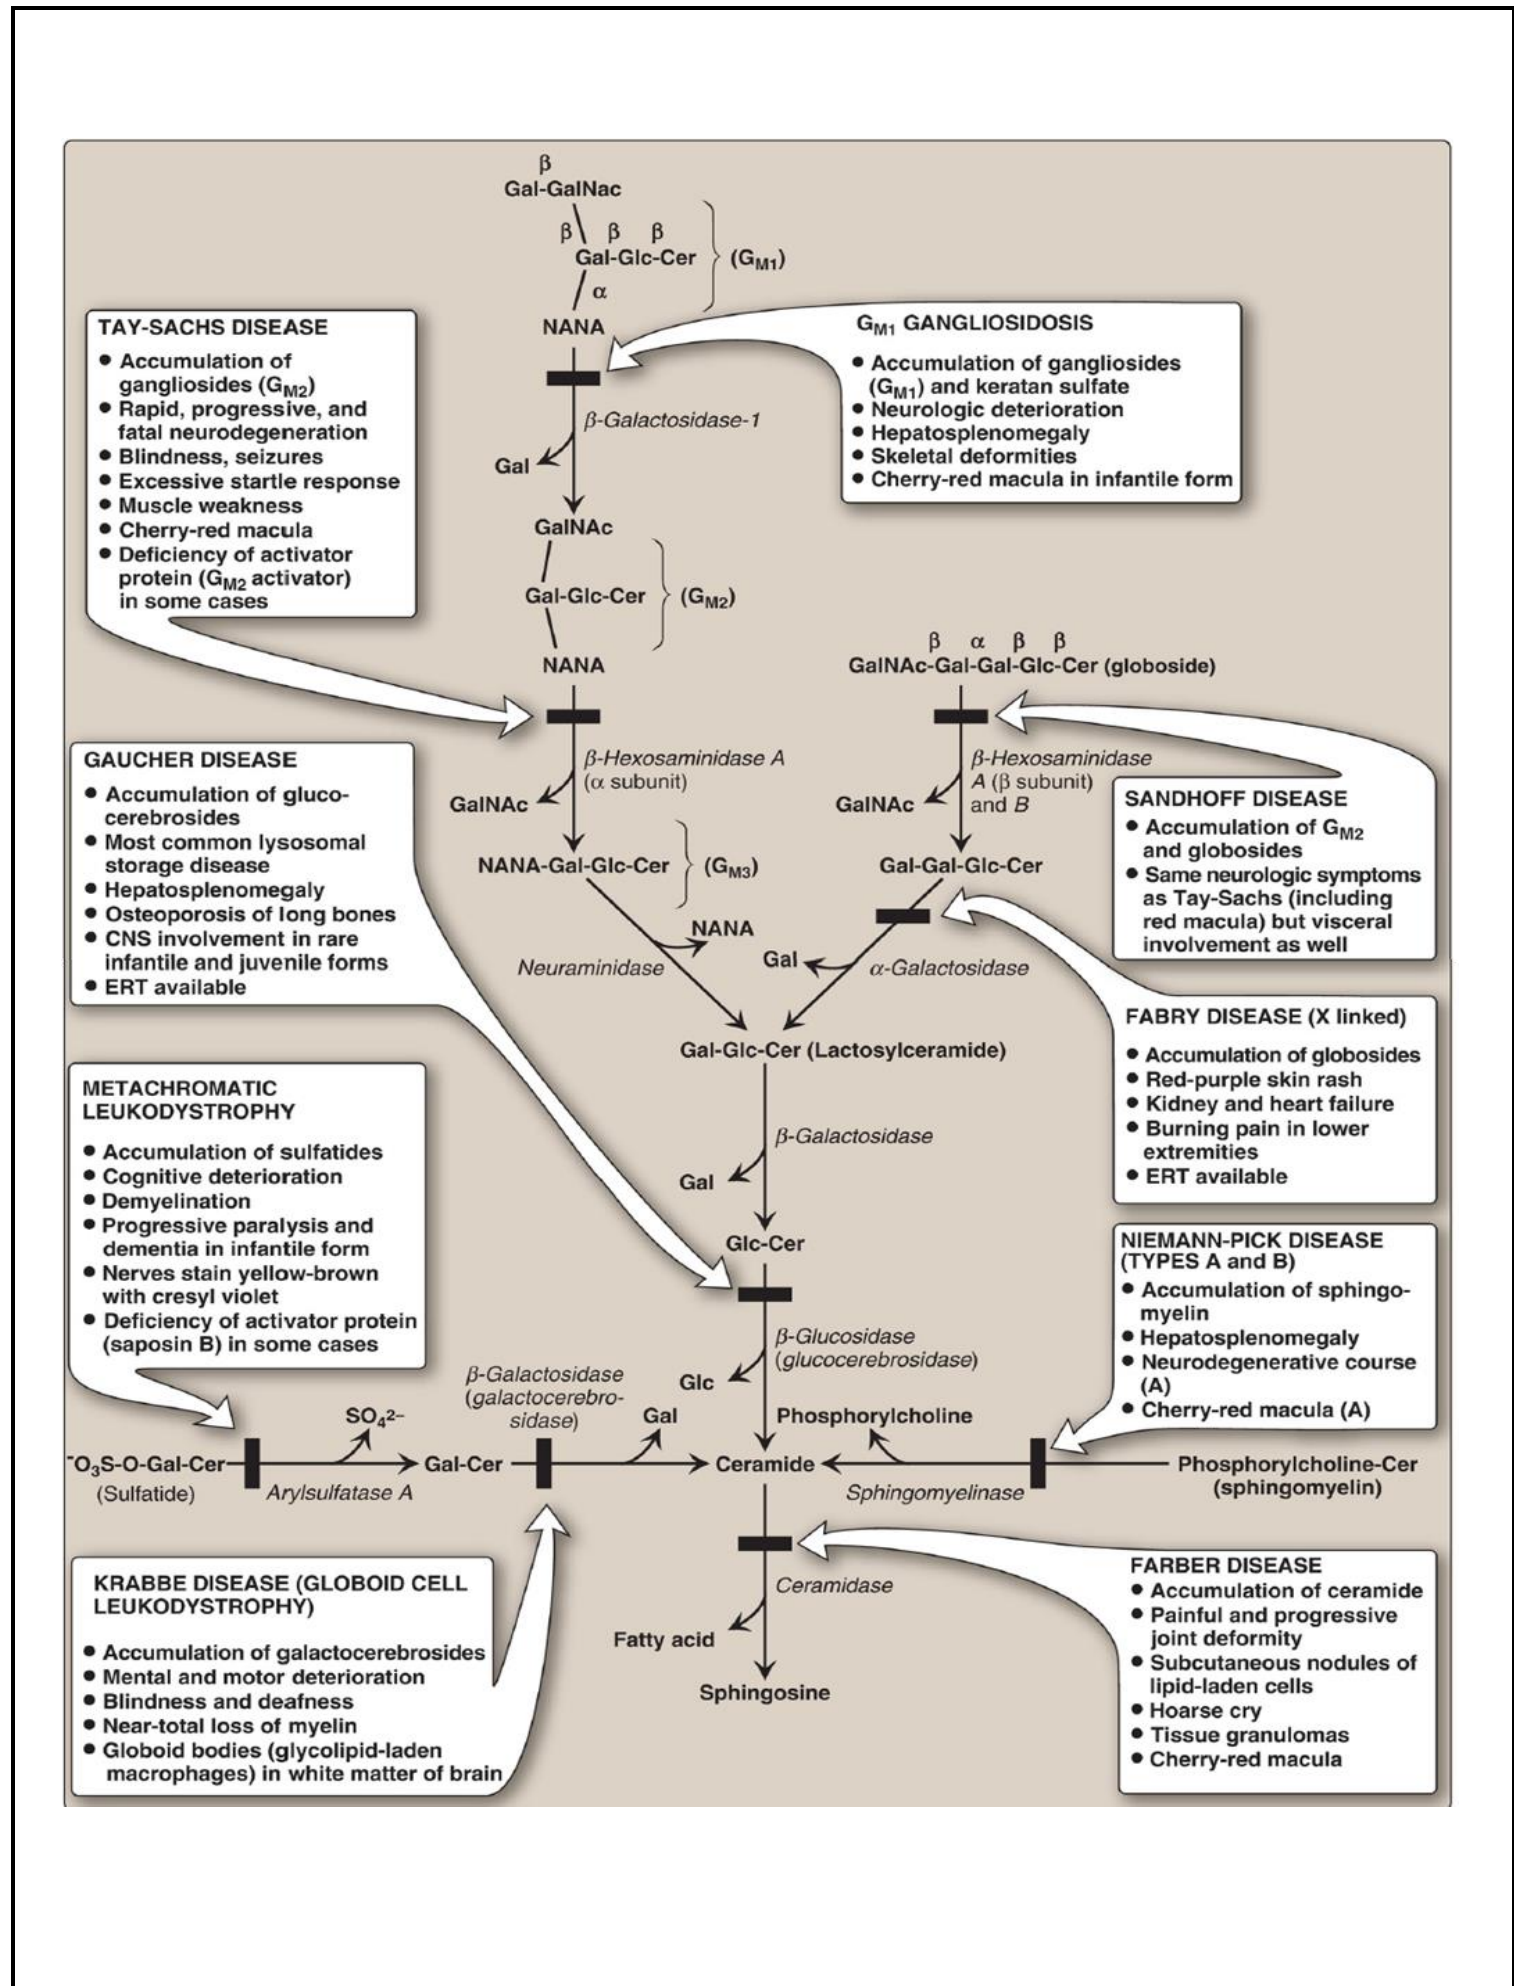 β
Gal-GalNac
β β β
Gal-Glc-Cer (GM1)
α
NANA
β-Galactosidase-1
Gal
GalNAc
Gal-Glc-Cer (GM2)
NANA
β-Hexosaminidase A
(α subunit)
GalNAc
NANA-Gal-Glc-Cer (GM3)
NANA
Neuraminidase
β α β β
GalNAc-Gal-Gal-Glc-Cer (globoside)
β-Hexosaminidase
A (β subunit)
and B
GalNAc
Gal-Gal-Glc-Cer
Gal
α-Galactosidase
Gal-Glc-Cer (Lactosylceramide)
β-Galactosidase
Gal
Glc-Cer
β-Glucosidase
(glucocerebrosidase)
Glc
TAY-SACHS DISEASE
• Accumulation of
gangliosides (GM2)
• Rapid, progressive, and
fatal neurodegeneration
• Blindness, seizures
• Excessive startle response
• Muscle weakness
• Cherry-red macula
• Deficiency of activator
protein (GM2 activator)
in some cases
GM1 GANGLIOSIDOSIS
• Accumulation of gangliosides
(GM1) and keratan sulfate
• Neurologic deterioration
• Hepatosplenomegaly
• Skeletal deformities
• Cherry-red macula in infantile form
GAUCHER DISEASE
• Accumulation of gluco-
cerebrosides
• Most common lysosomal
storage disease
• Hepatosplenomegaly
• Osteoporosis of long bones
• CNS involvement in rare
infantile and juvenile forms
• ERT available
SANDHOFF DISEASE
• Accumulation of GM2
and globosides
• Same neurologic symptoms
as Tay-Sachs (including
red macula) but visceral
involvement as well
FABRY DISEASE (X linked)
• Accumulation of globosides
• Red-purple skin rash
• Kidney and heart failure
• Burning pain in lower
extremities
• ERT available
METACHROMATIC
LEUKODYSTROPHY
• Accumulation of sulfatides
• Cognitive deterioration
• Demyelination
• Progressive paralysis and
dementia in infantile form
• Nerves stain yellow-brown
with cresyl violet
• Deficiency of activator protein
(saposin B) in some cases
NIEMANN-PICK DISEASE
(TYPES A and B)
• Accumulation of sphingo-
myelin
• Hepatosplenomegaly
• Neurodegenerative course
(A)
• Cherry-red macula (A)
β-Galactosidase
(galactocerebro-
sidase)
SO₄²⁻
Gal
Phosphorylcholine
⁻O₃S-O-Gal-Cer
(Sulfatide)
Arylsulfatase A
Gal-Cer
Ceramide
Sphingomyelinase
Phosphorylcholine-Cer
(sphingomyelin)
Ceramidase
Fatty acid
Sphingosine
KRABBE DISEASE (GLOBOID CELL
LEUKODYSTROPHY)
• Accumulation of galactocerebrosides
• Mental and motor deterioration
• Blindness and deafness
• Near-total loss of myelin
• Globoid bodies (glycolipid-laden
macrophages) in white matter of brain
FARBER DISEASE
• Accumulation of ceramide
• Painful and progressive
joint deformity
• Subcutaneous nodules of
lipid-laden cells
• Hoarse cry
• Tissue granulomas
• Cherry-red macula